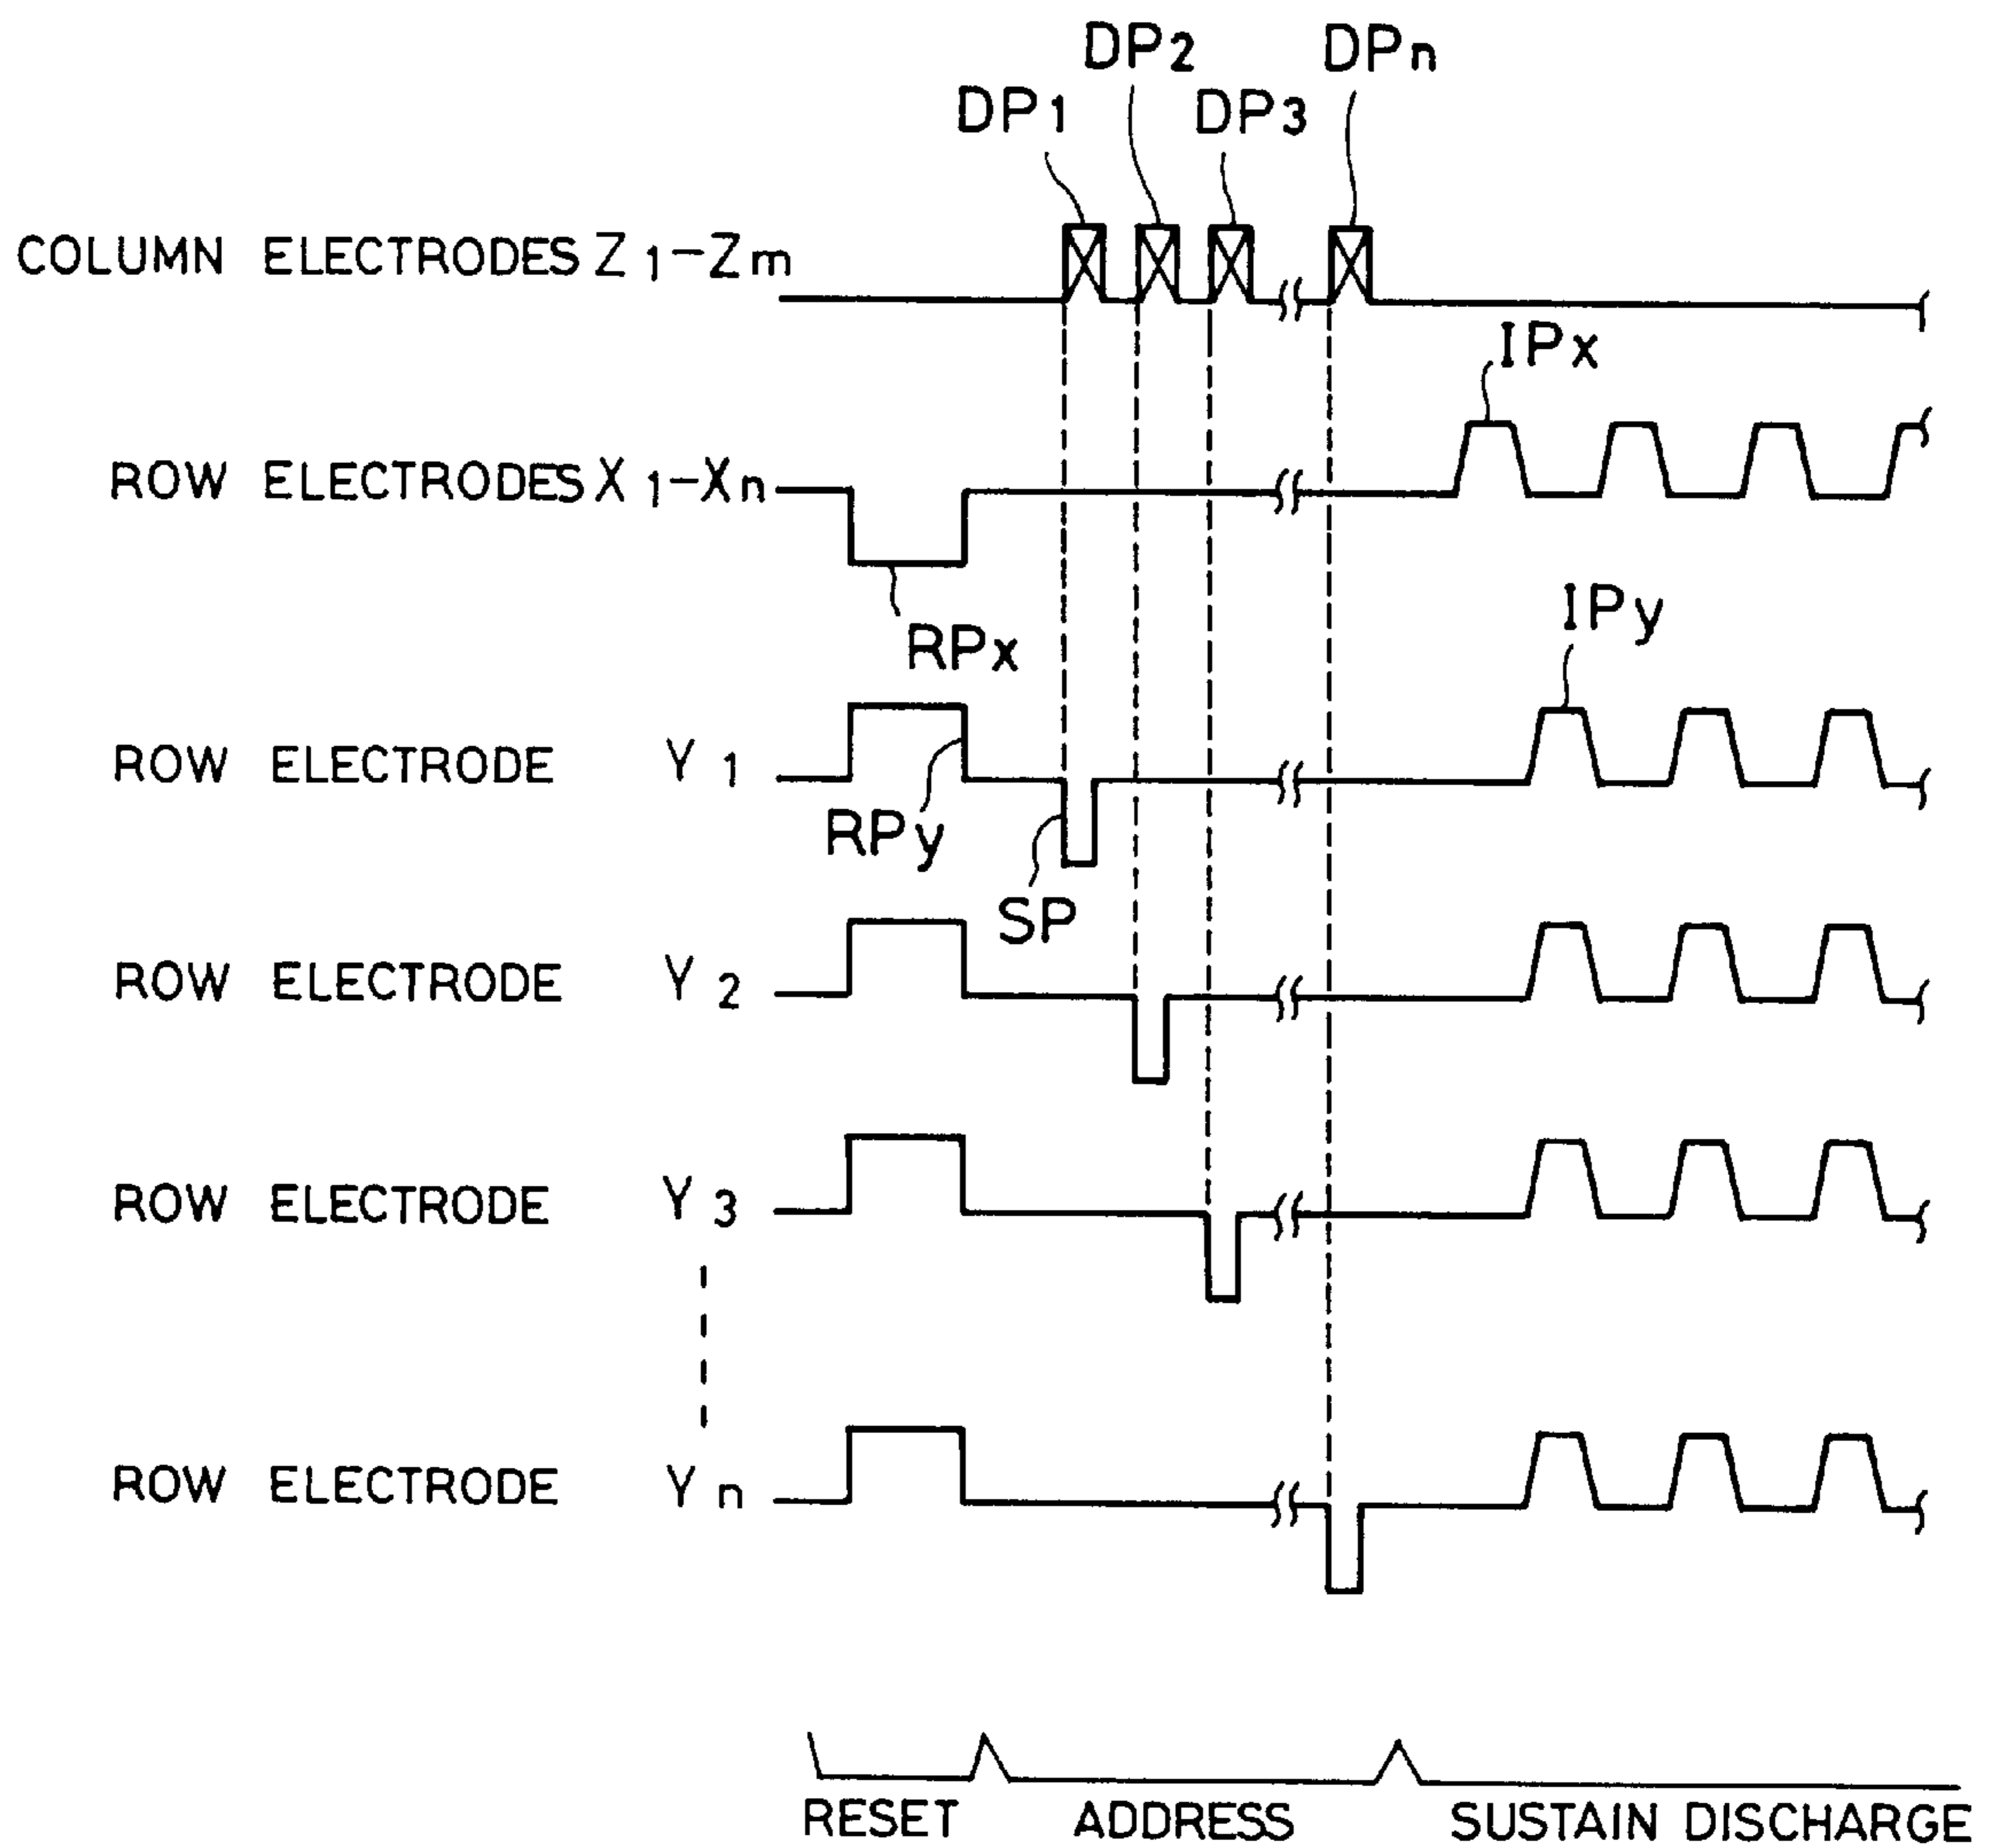 DP2 DPn
DP1 DP3
COLUMN ELECTRODES Z1-Zm
IPx
ROW ELECTRODES X1-Xn
RPx
IPy
ROW ELECTRODE Y1
RPy
SP
ROW ELECTRODE Y2
ROW ELECTRODE Y3
ROW ELECTRODE Yn
RESET ADDRESS SUSTAIN DISCHARGE